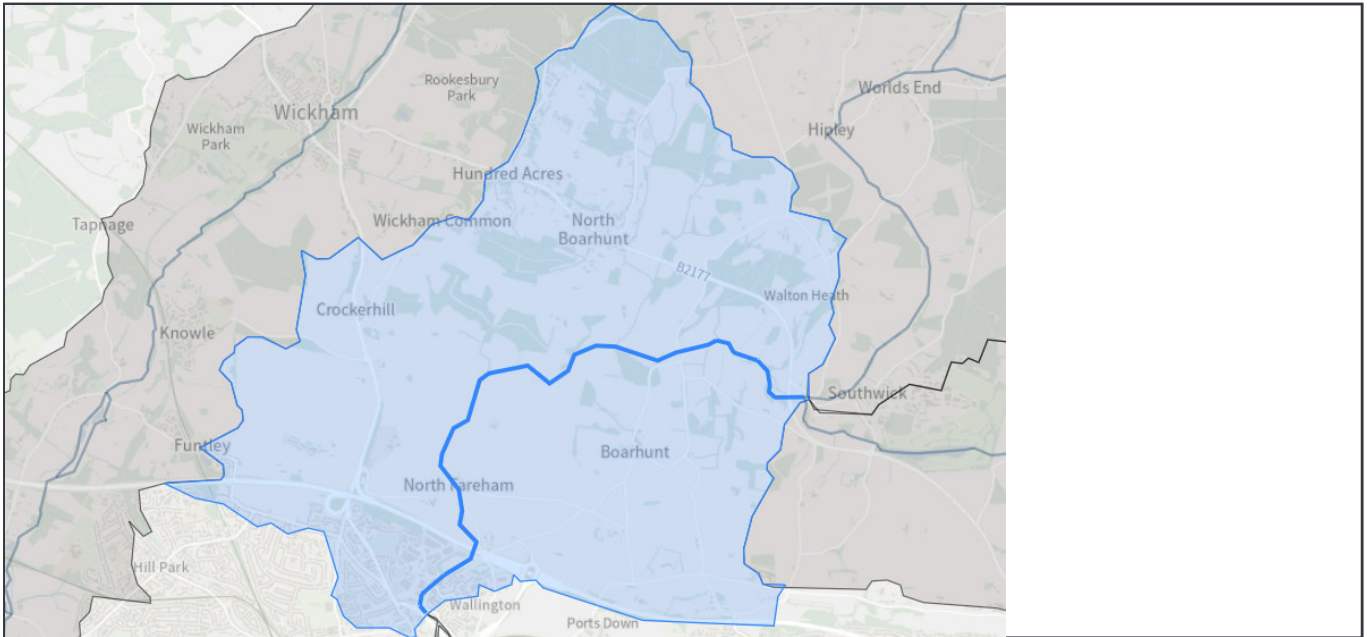 Rookesbury
Park
Worlds End
Wickham
Wickham
Park
Hipley
Hundred Acres
Tapnage
Wickham Common
North
Boarhunt
B2177
Walton Heath
Crockerhill
Knowle
Southwick
Funtley
Boarhunt
North Fareham
Hill Park
Wallington
Ports Down